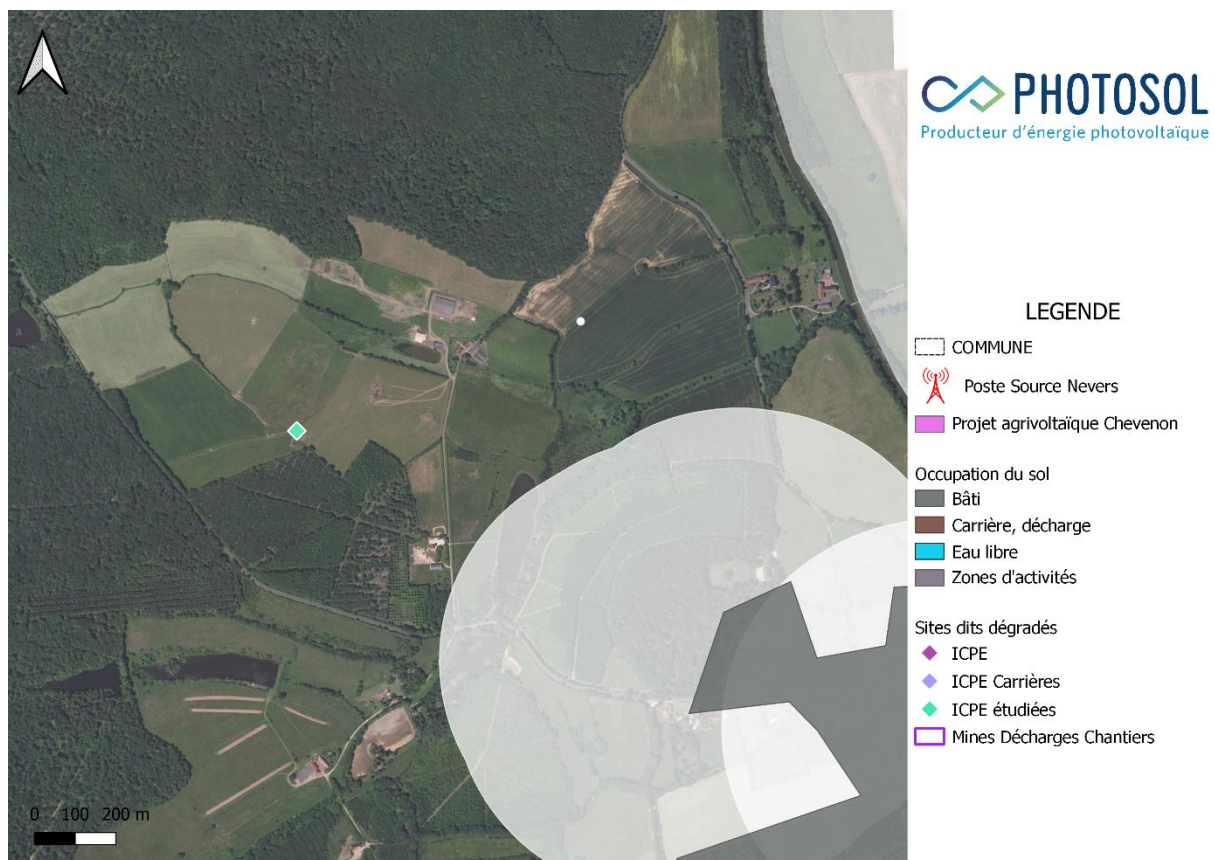 PHOTOSOL
Producteur d'énergie photovoltaïque
LEGENDE
COMMUNE
Poste Source Nevers
Projet agrivoltaïque Chevenon
Occupation du sol
Bâti
Carrière, décharge
Eau libre
Zones d'activités
Sites dits dégradés
ICPE
ICPE Carrières
ICPE étudiées
Mines Décharges Chantiers
0 100 200 m